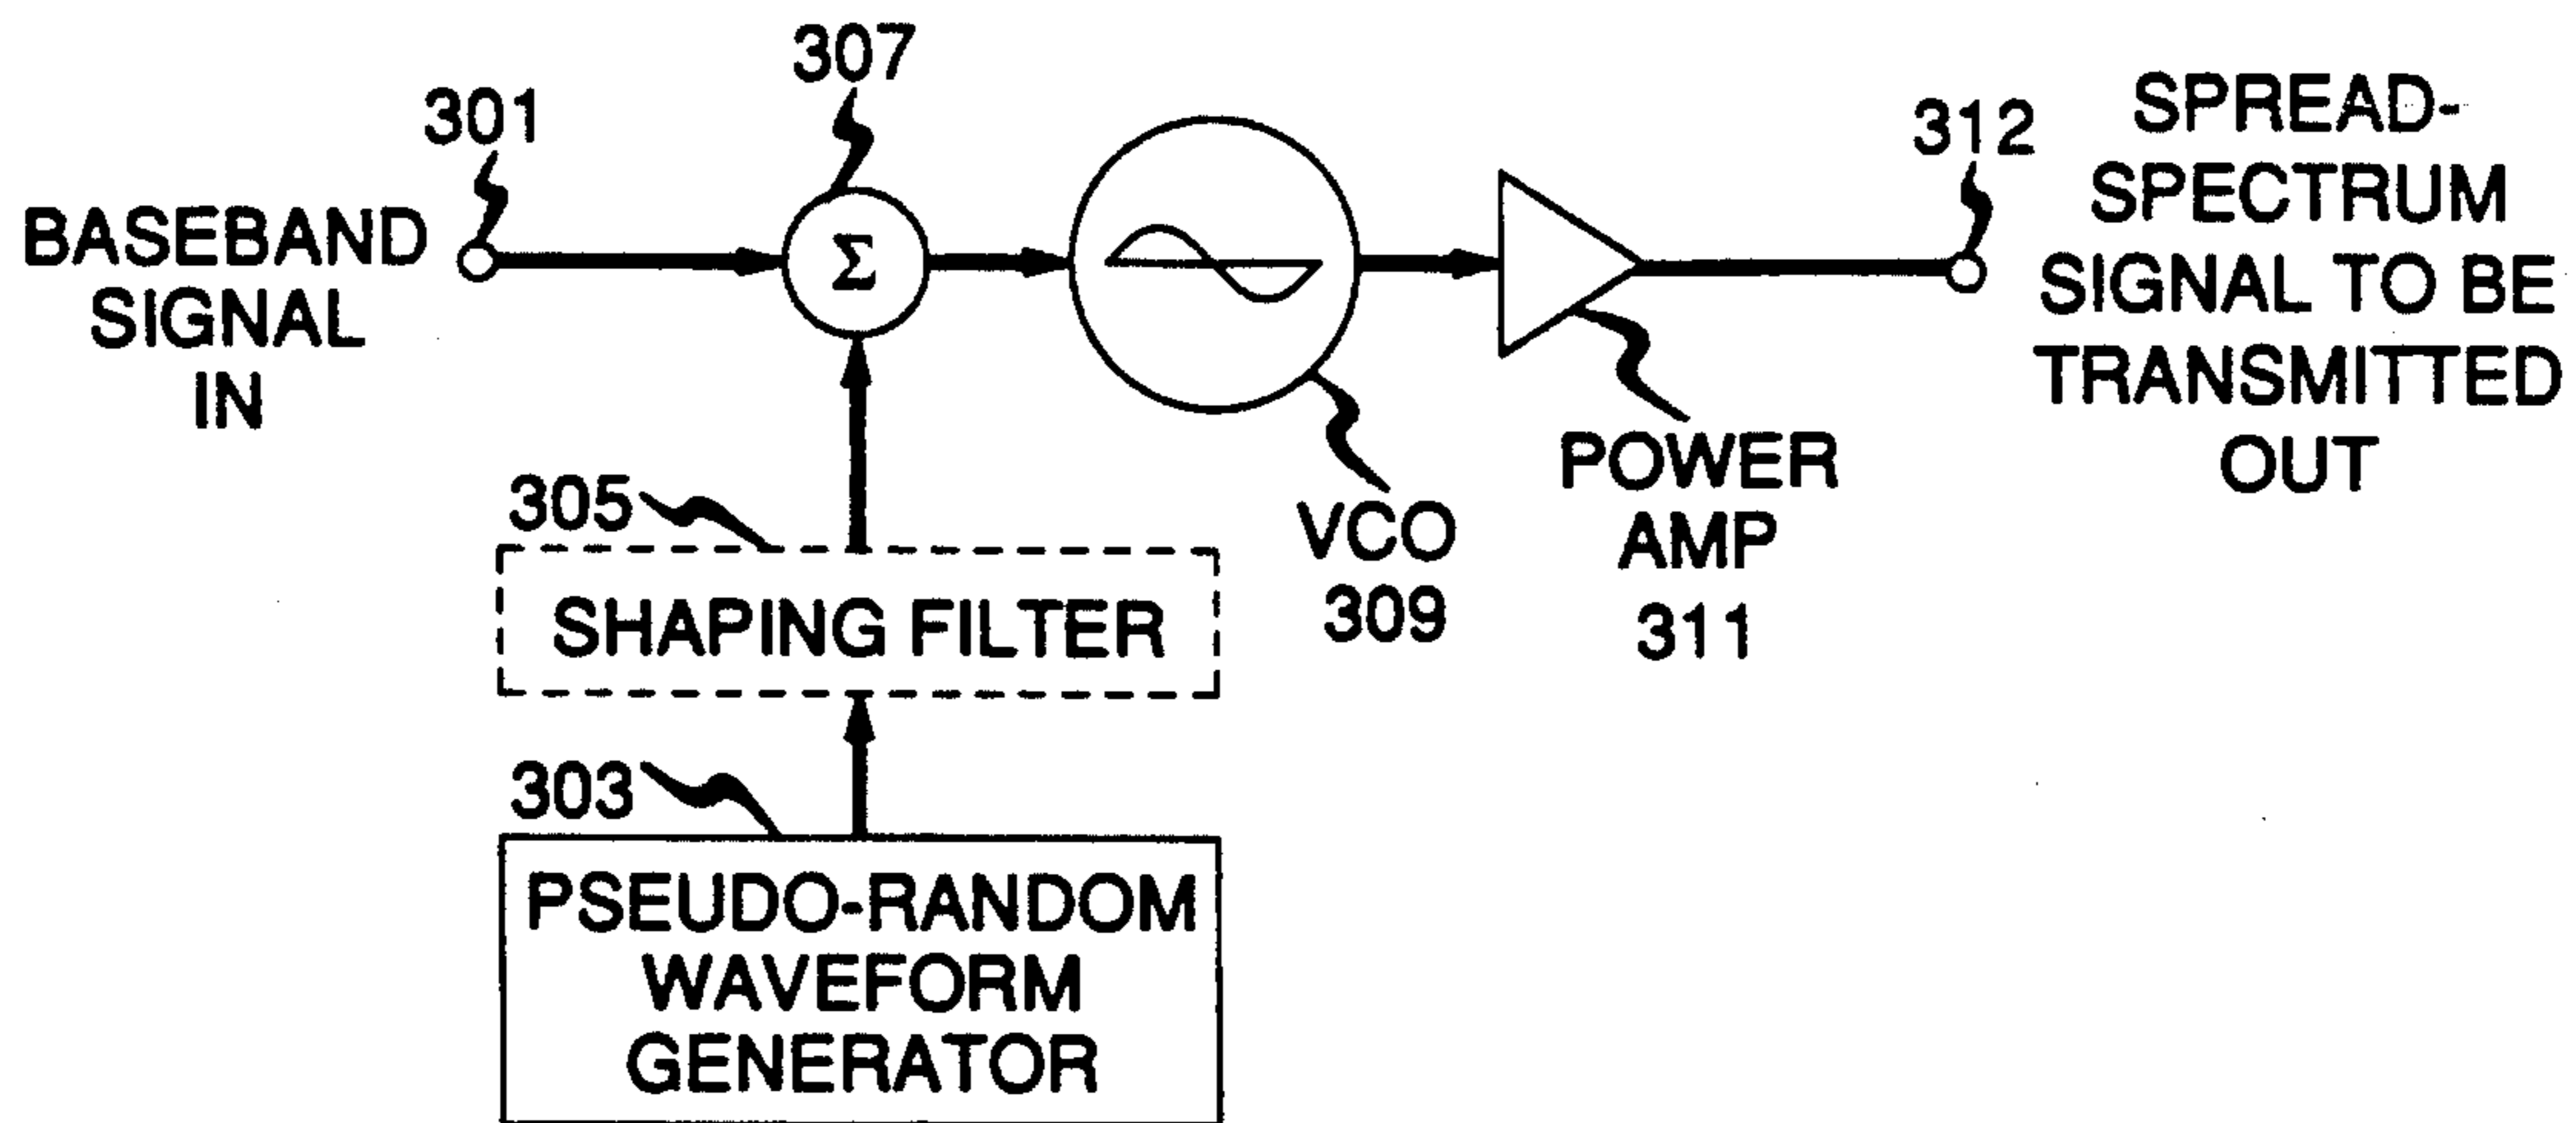 307
301
312
SPREAD-
SPECTRUM
SIGNAL TO BE
TRANSMITTED
OUT
BASEBAND
SIGNAL
IN
Σ
POWER
AMP
311
VCO
309
305
SHAPING FILTER
303
PSEUDO-RANDOM
WAVEFORM
GENERATOR